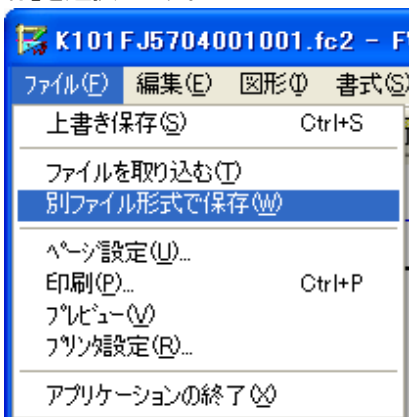 K101FJ5704001001.fc2 - F
ファイル(F) 編集(E) 図形(I) 書式(S)
上書き保存(S) Ctrl+S
ファイルを取り込む(T)
別ファイル形式で保存(W)
ﾍﾟｰｼﾞ設定(U)...
印刷(P)... Ctrl+P
ﾌﾟﾚﾋﾞｭｰ(V)
ﾌﾟﾘﾝﾀ設定(R)...
アプリケーションの終了(X)